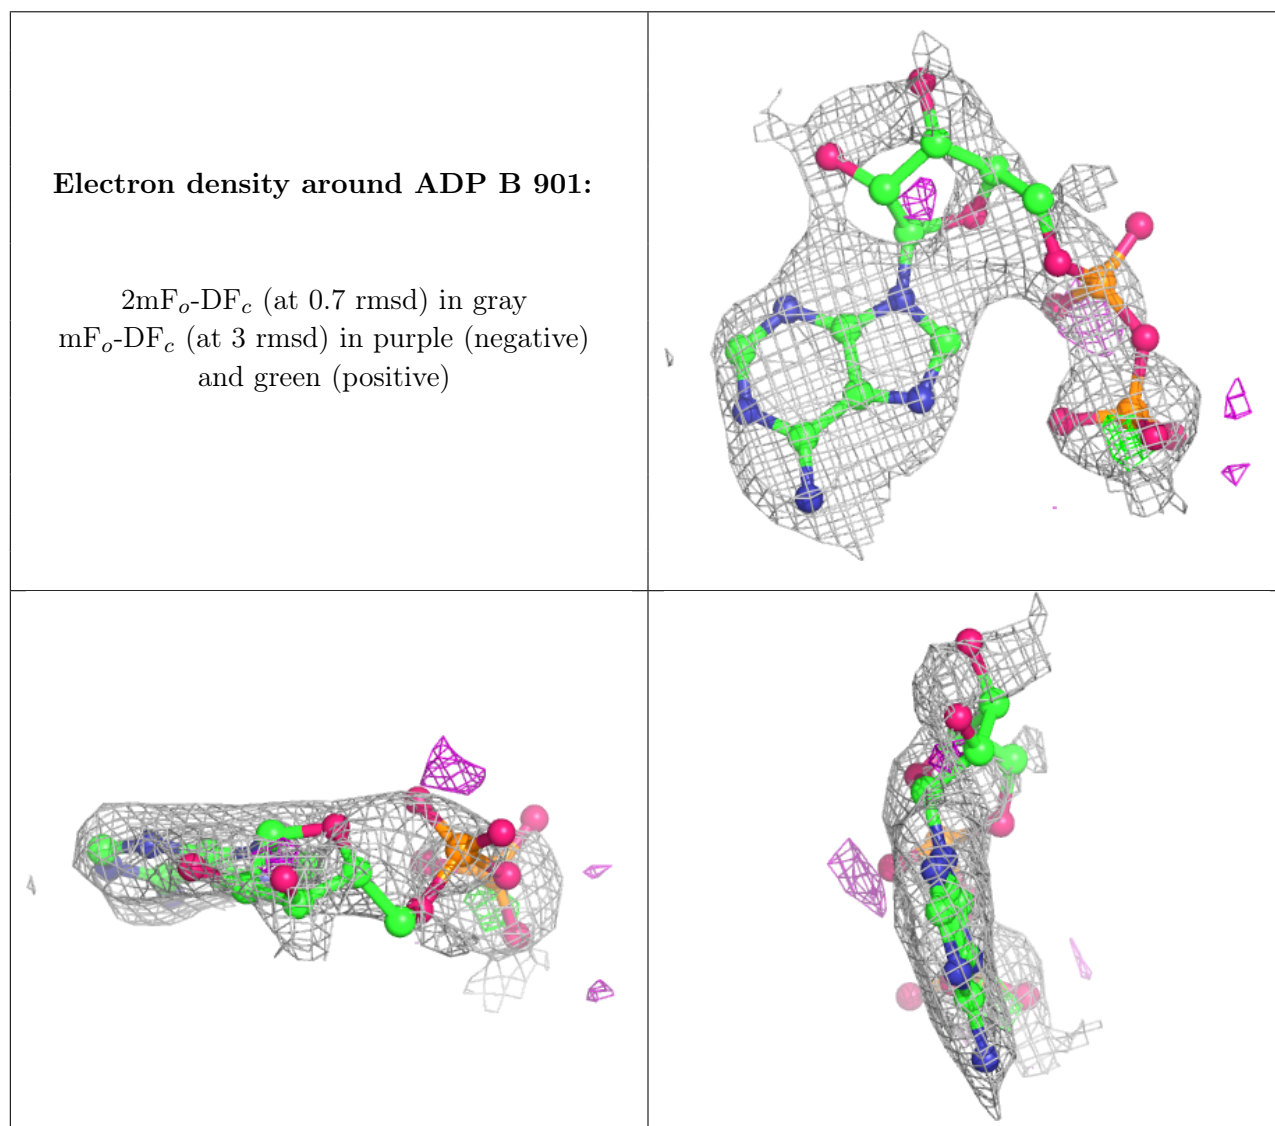 Electron density around ADP B 901:
2mFo-DFc (at 0.7 rmsd) in gray
mFo-DFc (at 3 rmsd) in purple (negative)
and green (positive)